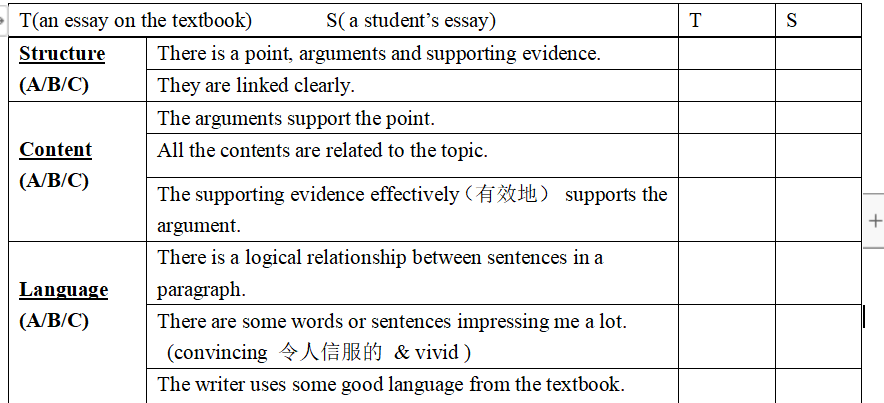 T(an essay on the textbook) S( a student’s essay) T S
Structure There is a point, arguments and supporting evidence.
(A/B/C) They are linked clearly.
The arguments support the point.
Content All the contents are related to the topic.
(A/B/C)
The supporting evidence effectively（有效地） supports the
argument.
There is a logical relationship between sentences in a
Language paragraph.
(A/B/C) There are some words or sentences impressing me a lot.
(convincing 令人信服的 & vivid )
The writer uses some good language from the textbook.